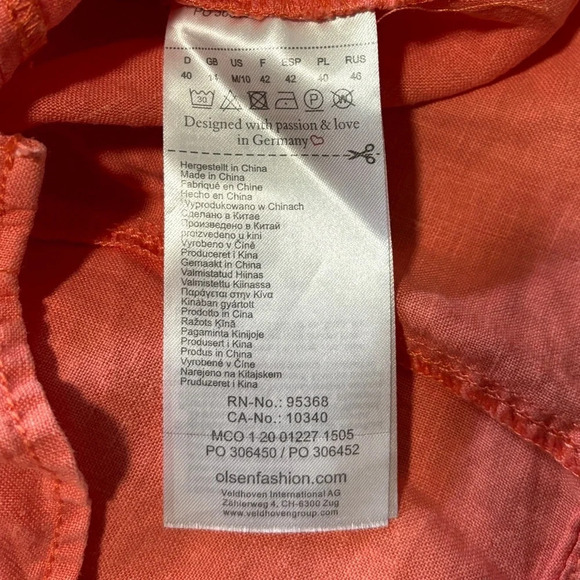 D GB US F ESP PL RUS
40 14 M/10 42 42 40 46
30
Designed with passion & love
in Germany
Hergestellt in China
Made in China
Fabriqué en Chine
Hecho en China
Wyprodukowano w Chinach
Сделано в Китае
Произведено в Китай
proizvedeno u kini
Vyrobeno v Číně
Produceret i Kina
Gemaakt in China
Valmistatud Hiinas
Valmistettu Kiinassa
Παράγεται στην Κίνα
Kínában gyártott
Prodotto in Cina
Ražots Ķīnā
Pagaminta Kinijoje
Produsert i Kina
Produs in China
Vyrobené v Číne
Narejeno na Kitajskem
Pruduzeret i Kina
RN-No.: 95368
CA-No.: 10340
MCO 1 20 01227 1505
PO 306450 / PO 306452
olsenfashion.com
Veldhoven International AG
Zählerweg 4, CH-6300 Zug
www.veldhovengroup.com